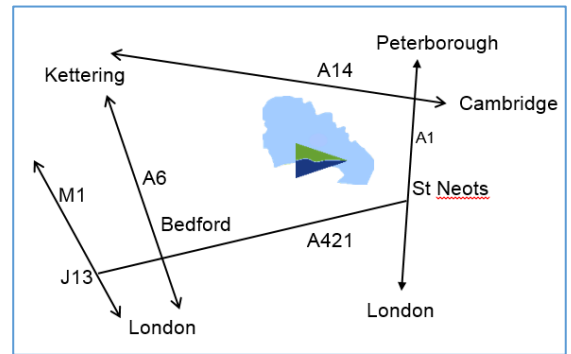 Peterborough
Kettering
A14
Cambridge
A1
M1
A6
St Neots
Bedford
A421
J13
London
London